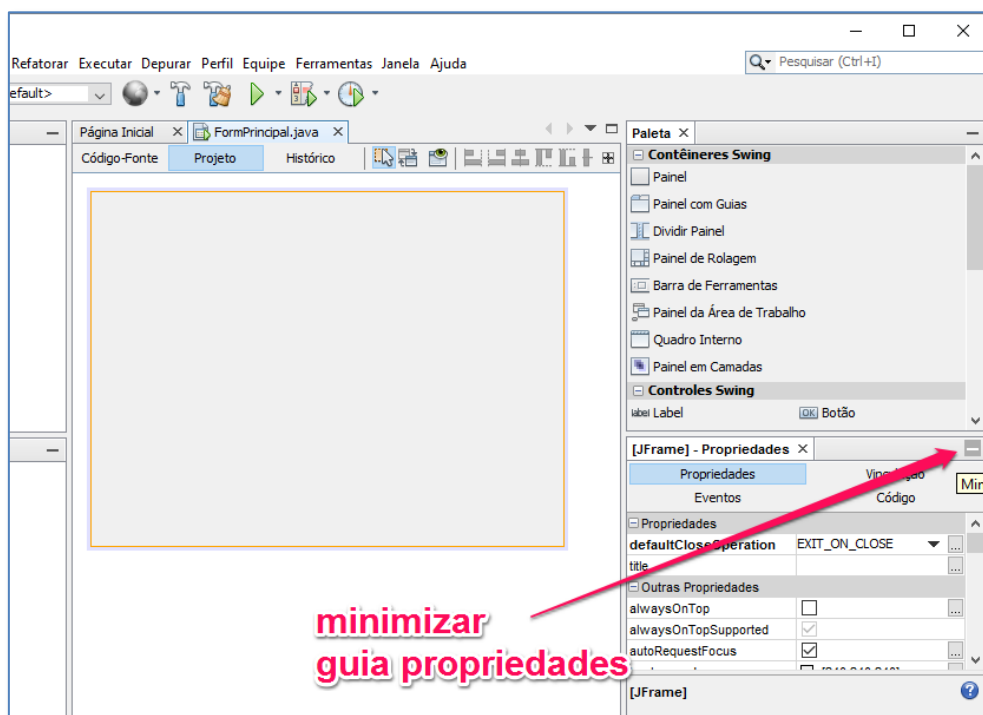 Refatorar Executar Depurar Perfil Equipe Ferramentas Janela Ajuda
Pesquisar (Ctrl+I)
efault>
Página Inicial
FormPrincipal.java
Código-Fonte Projeto Histórico
Paleta
Contêineres Swing
Painel
Painel com Guias
Dividir Painel
Painel de Rolagem
Barra de Ferramentas
Painel da Área de Trabalho
Quadro Interno
Painel em Camadas
Controles Swing
label Label OK Botão
[JFrame] - Propriedades
Propriedades
Min
Eventos Código
Propriedades
defaultCloseOperation EXIT_ON_CLOSE
title
Outras Propriedades
alwaysOnTop
alwaysOnTopSupported
autoRequestFocus
[JFrame]
minimizar
guia propriedades